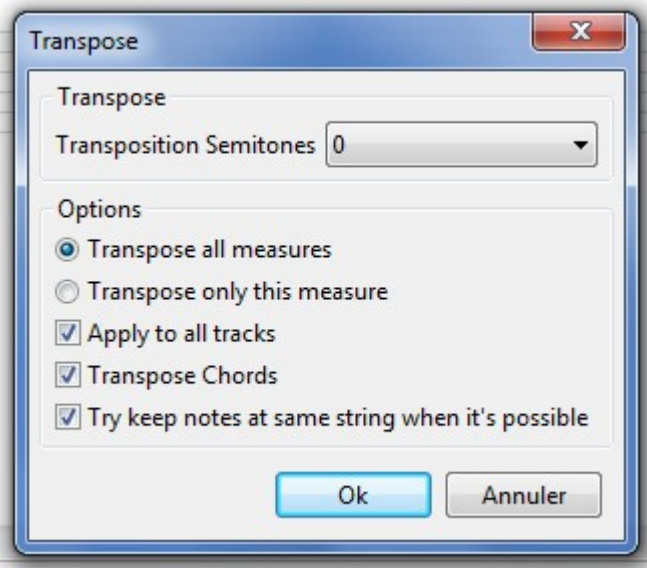 Transpose
Transpose
Transposition Semitones 0
Options
Transpose all measures
Transpose only this measure
Apply to all tracks
Transpose Chords
Try keep notes at same string when it's possible
Ok Annuler